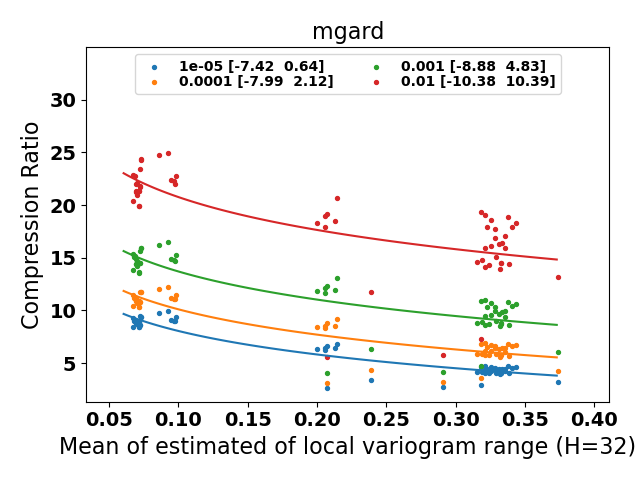 mgard
1e-05 [-7.42  0.64]
0.0001 [-7.99  2.12]
0.001 [-8.88  4.83]
0.01 [-10.38  10.39]
Compression Ratio
30
25
20
15
10
5
0.05 0.10 0.15 0.20 0.25 0.30 0.35 0.40
Mean of estimated of local variogram range (H=32)